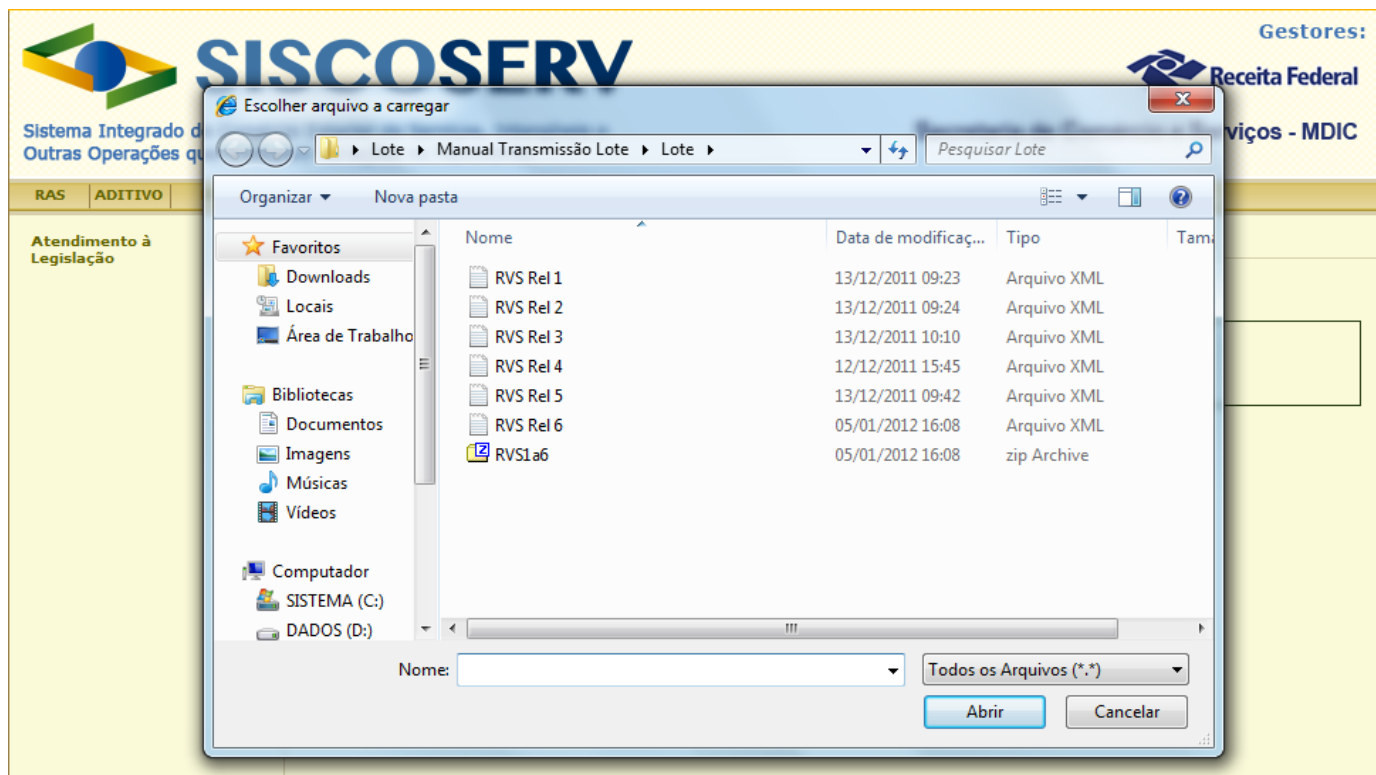 Gestores:
SISCOSERV
Receita Federal
Escolher arquivo a carregar
Sistema Integrado d
viços - MDIC
Outras Operações qu
Lote Manual Transmissão Lote Lote
Pesquisar Lote
RAS ADITIVO
Organizar Nova pasta
Atendimento à
Legislação
Favoritos
Downloads
Locais
Área de Trabalho
Bibliotecas
Documentos
Imagens
Músicas
Vídeos
Computador
SISTEMA (C:)
DADOS (D:)
Nome Data de modificaç... Tipo Tama
RVS Rel 1 13/12/2011 09:23 Arquivo XML
RVS Rel 2 13/12/2011 09:24 Arquivo XML
RVS Rel 3 13/12/2011 10:10 Arquivo XML
RVS Rel 4 12/12/2011 15:45 Arquivo XML
RVS Rel 5 13/12/2011 09:42 Arquivo XML
RVS Rel 6 05/01/2012 16:08 Arquivo XML
RVS1a6 05/01/2012 16:08 zip Archive
Nome: Todos os Arquivos (*.*)
Abrir Cancelar